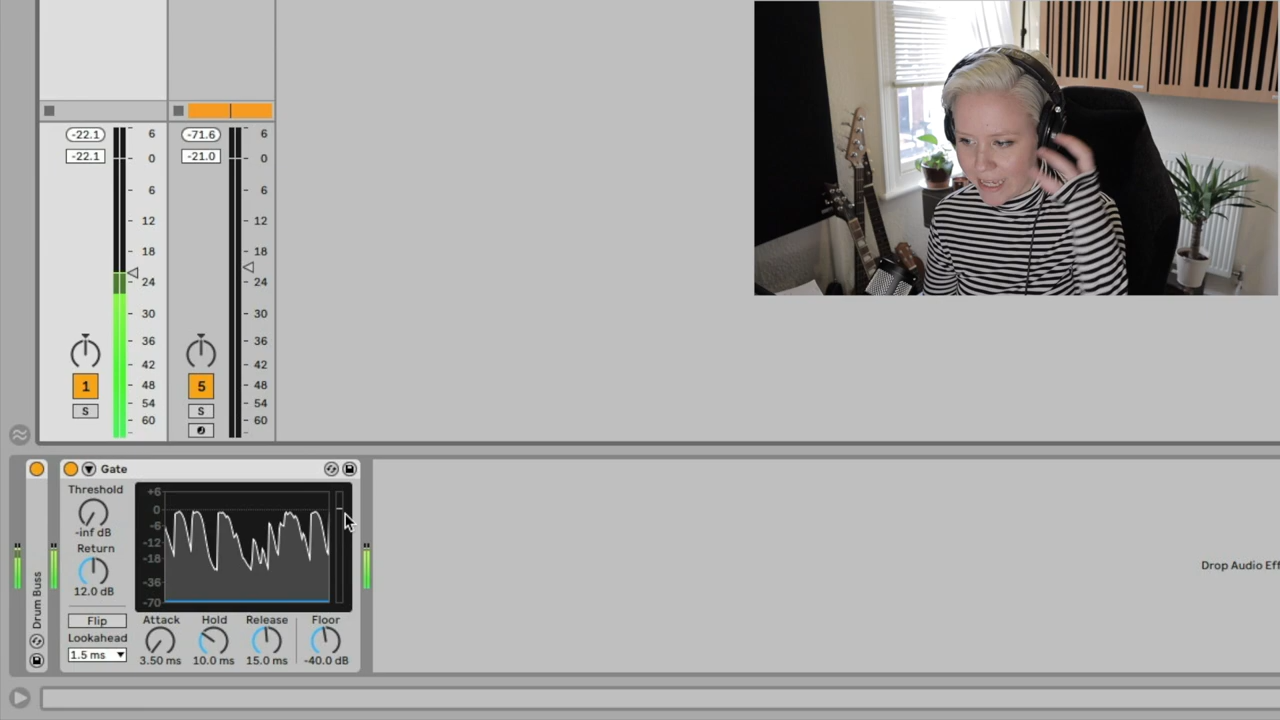 -22.1
-22.1
6
0
6
12
18
24
30
36
42
48
54
60
1
S
-71.6
-21.0
6
0
6
12
18
24
30
36
42
48
54
60
5
S
Drum Buss
Gate
Threshold
-inf dB
Return
12.0 dB
Flip
Lookahead
1.5 ms
+6
0
-6
-12
-18
-36
-70
Attack
3.50 ms
Hold
10.0 ms
Release
15.0 ms
Floor
-40.0 dB
Drop Audio Eff